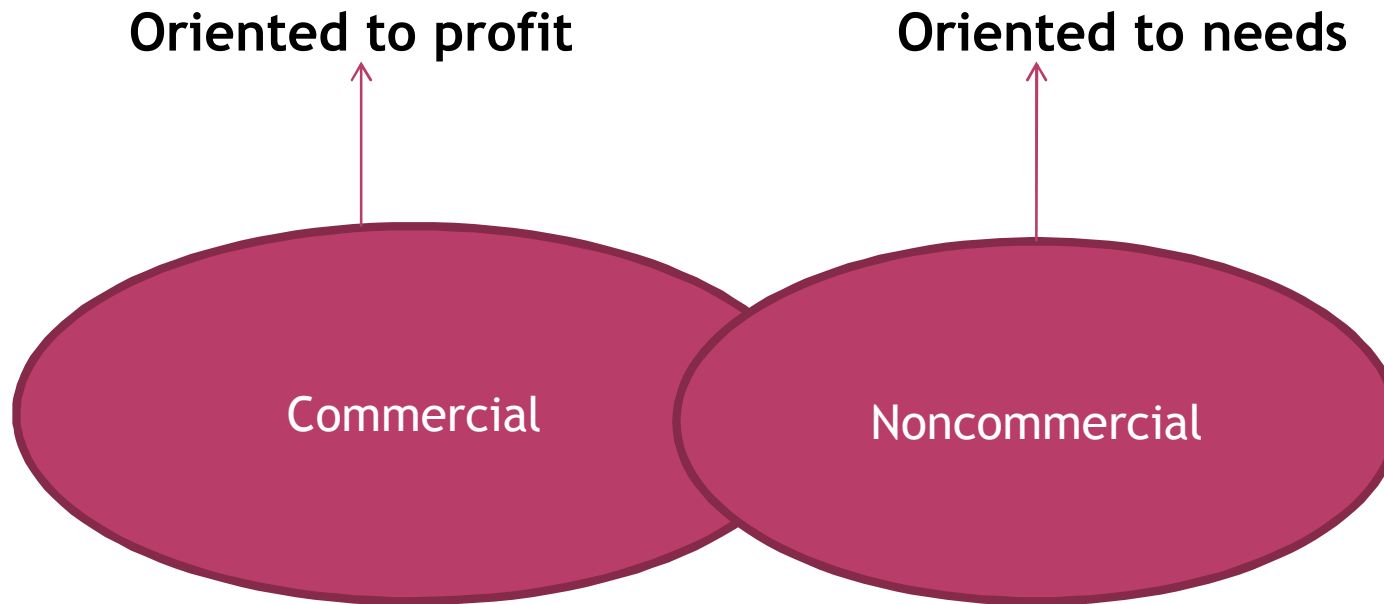 Oriented to profit
Oriented to needs
Commercial
Noncommercial